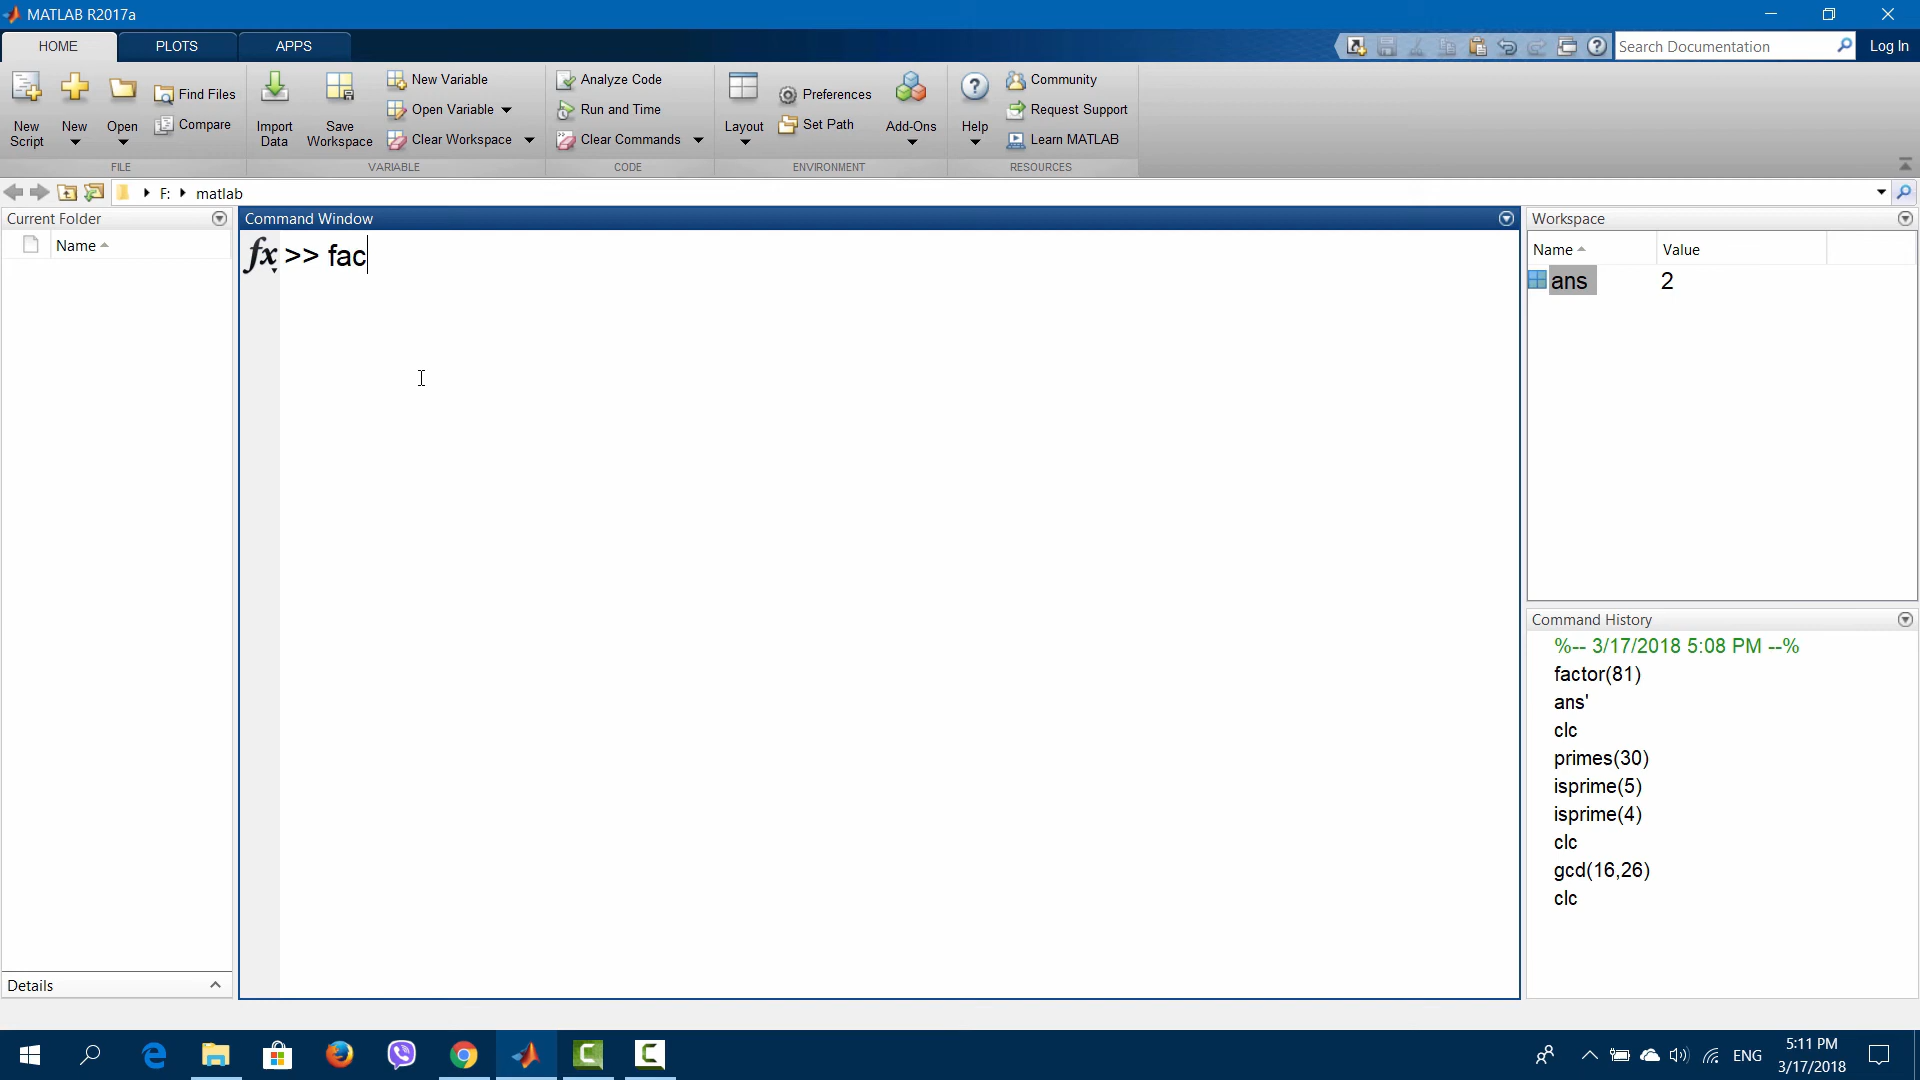 MATLAB R2017a
HOME
PLOTS
APPS
Search Documentation
Log In
New Script
New
Open
Find Files
Compare
FILE
Import Data
Save Workspace
New Variable
Open Variable
Clear Workspace
VARIABLE
Analyze Code
Run and Time
Clear Commands
CODE
Layout
Preferences
Set Path
ENVIRONMENT
Add-Ons
Help
Community
Request Support
Learn MATLAB
RESOURCES
F: matlab
Current Folder
Name
Details
Command Window
fx >> fac
Workspace
Name Value
ans 2
Command History
%-- 3/17/2018 5:08 PM --%
factor(81)
ans'
clc
primes(30)
isprime(5)
isprime(4)
clc
gcd(16,26)
clc
ENG
5:11 PM
3/17/2018